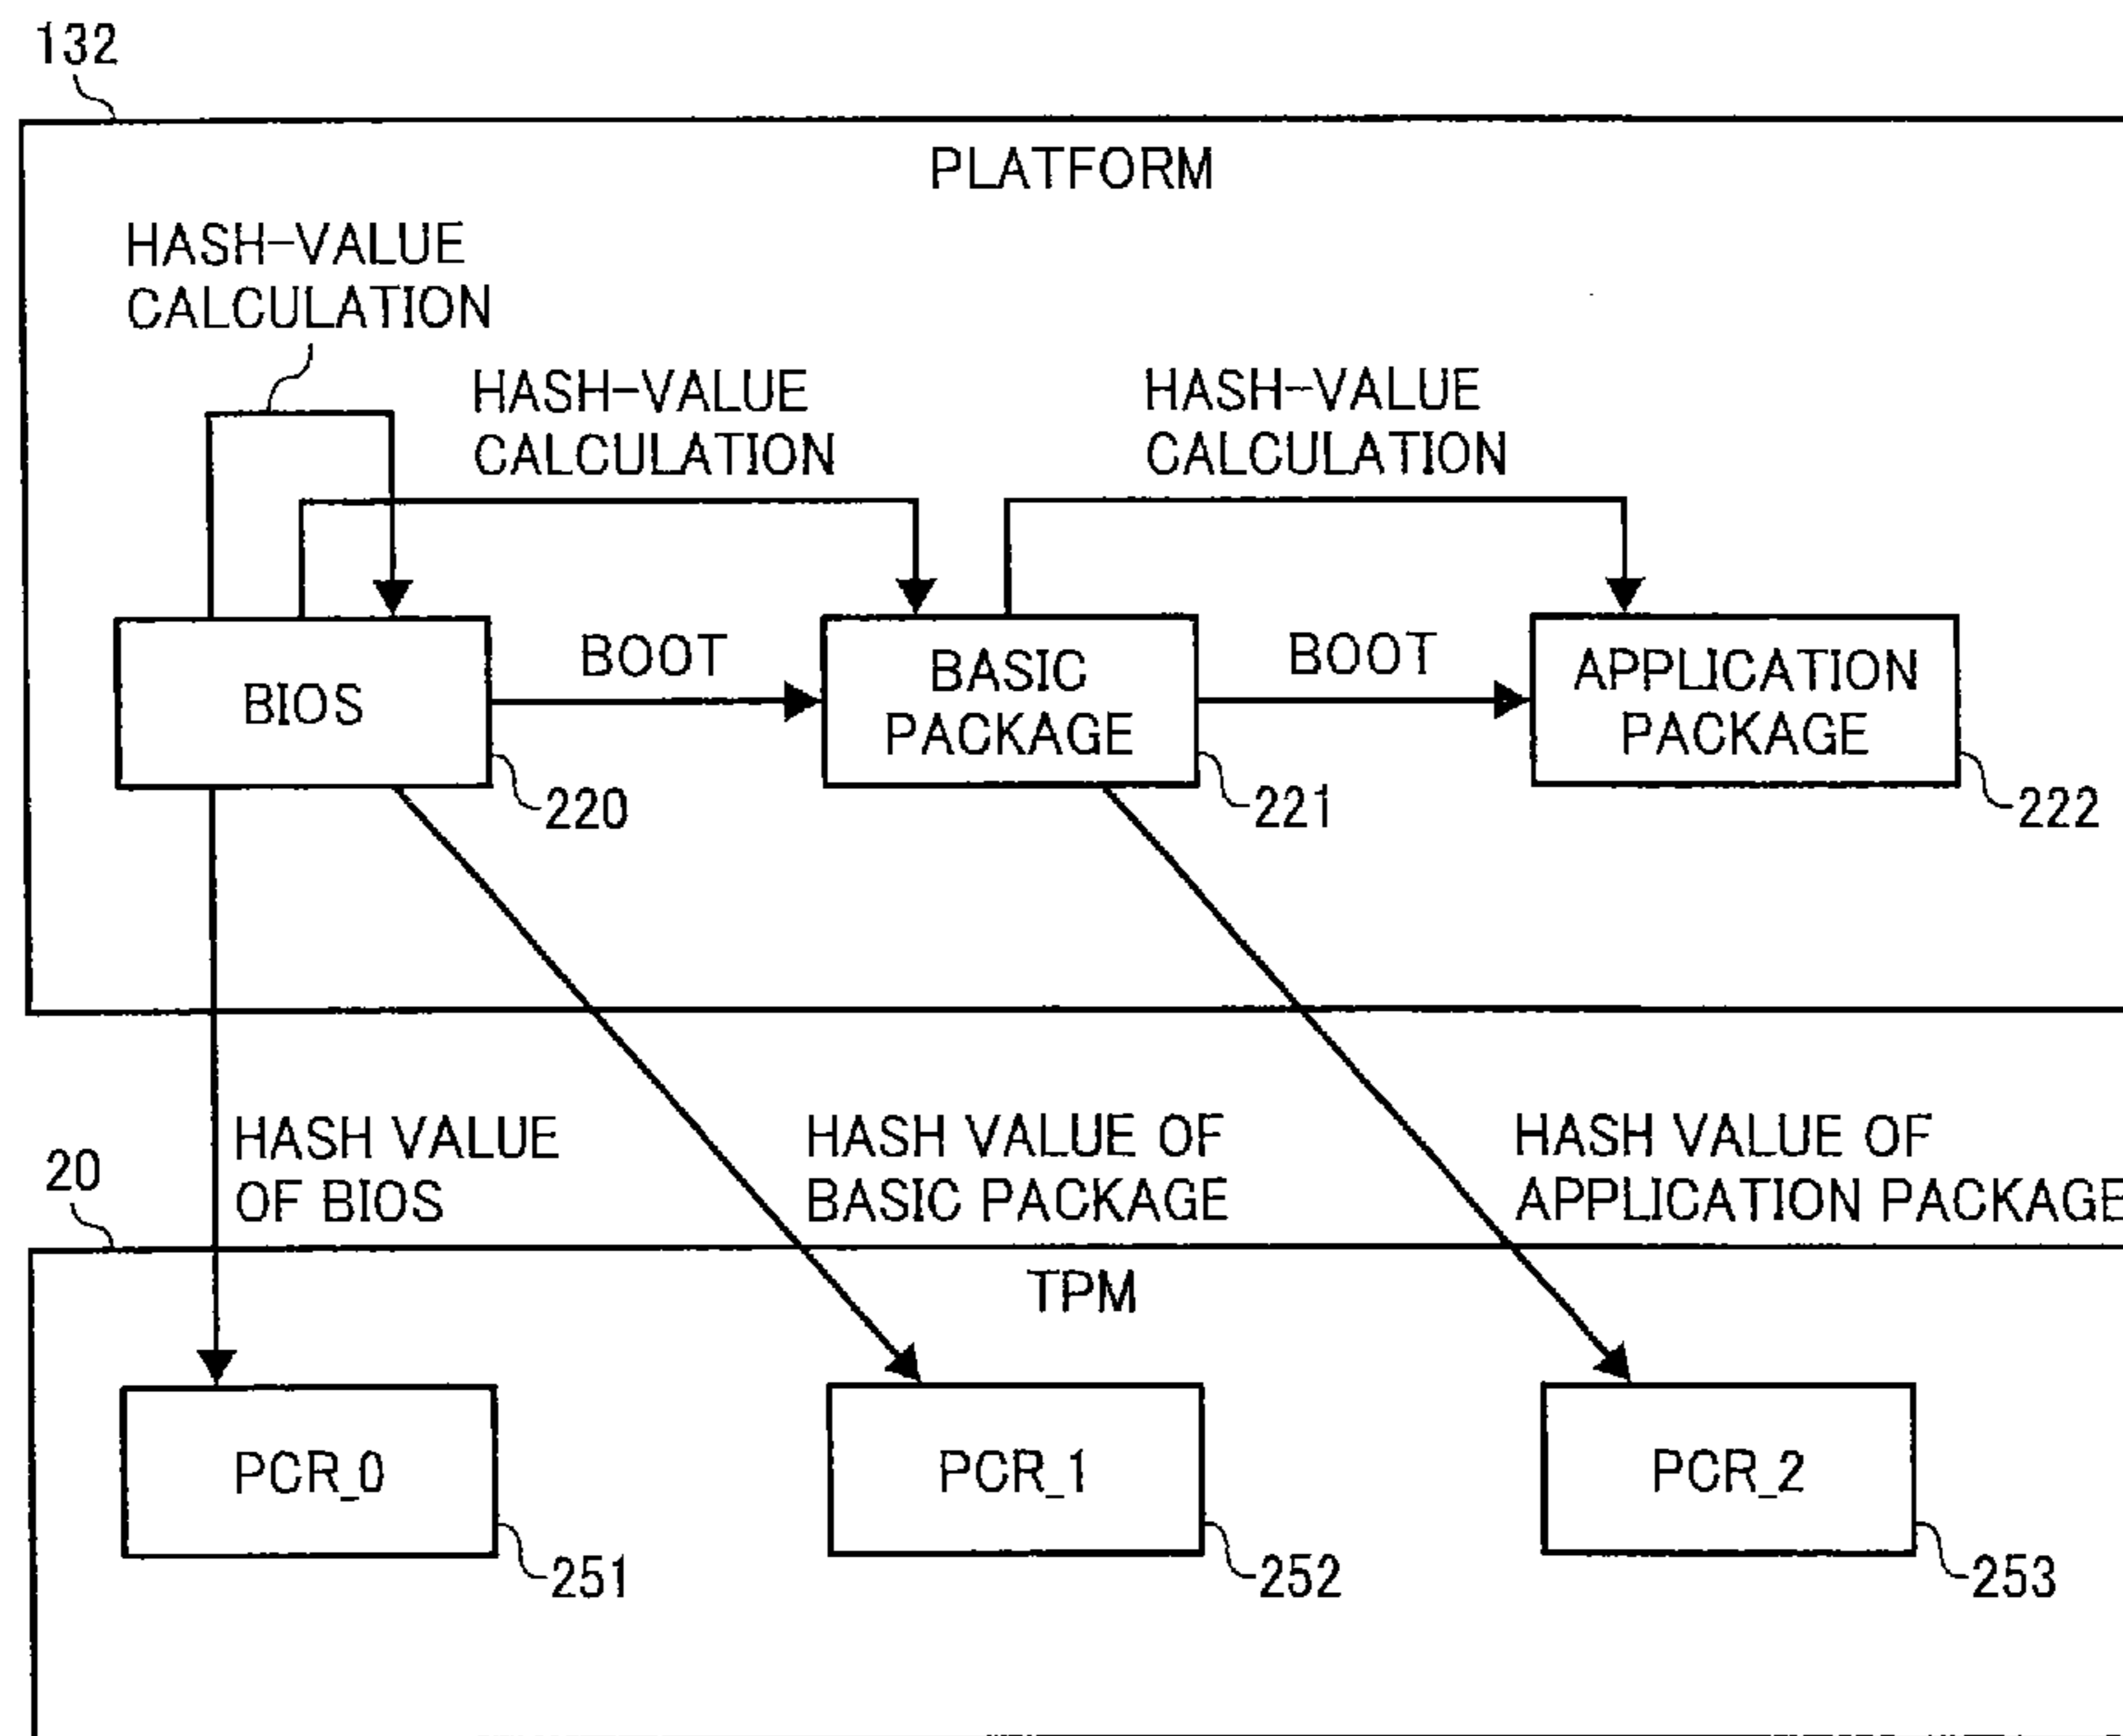 132
PLATFORM
HASH-VALUE
CALCULATION
HASH-VALUE
CALCULATION
HASH-VALUE
CALCULATION
BIOS
BOOT
BASIC
PACKAGE
BOOT
APPLICATION
PACKAGE
220
221
222
HASH VALUE
OF BIOS
HASH VALUE OF
BASIC PACKAGE
HASH VALUE OF
APPLICATION PACKAGE
20
TPM
PCR_0
PCR_1
PCR_2
251
252
253